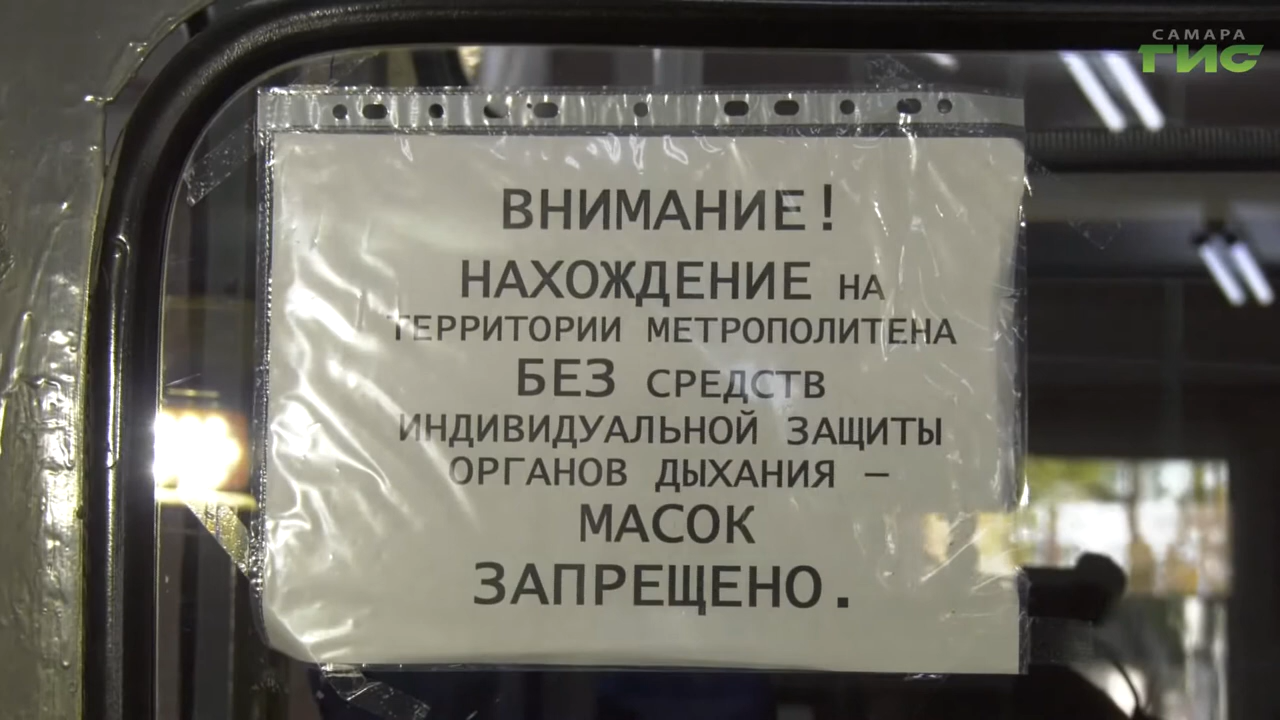 САМАРА
ГИС
ВНИМАНИЕ!
НАХОЖДЕНИЕ НА
ТЕРРИТОРИИ МЕТРОПОЛИТЕНА
БЕЗ СРЕДСТВ
ИНДИВИДУАЛЬНОЙ ЗАЩИТЫ
ОРГАНОВ ДЫХАНИЯ –
МАСОК
ЗАПРЕЩЕНО.